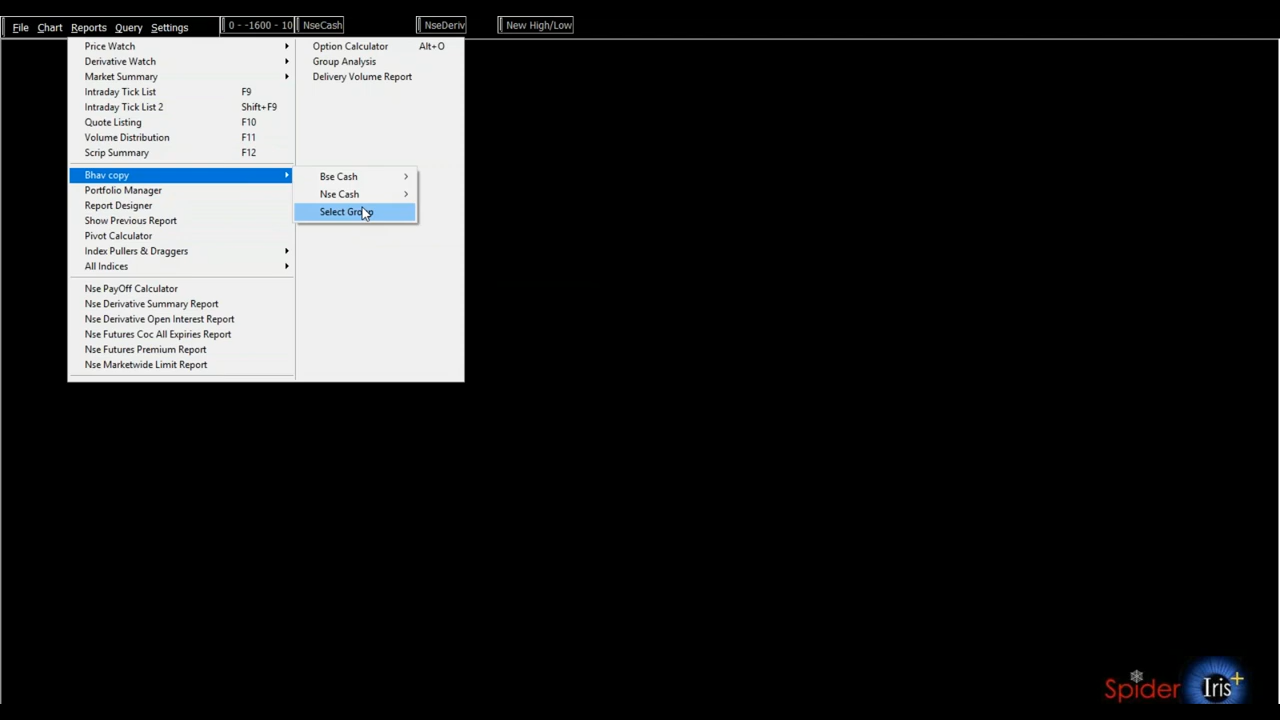 File Chart Reports Query Settings 0 - -1600 - 10 NseCash NseDeriv New High/Low
Price Watch
Derivative Watch
Market Summary
Intraday Tick List F9
Intraday Tick List 2 Shift+F9
Quote Listing F10
Volume Distribution F11
Scrip Summary F12
Bhav copy
Portfolio Manager
Report Designer
Show Previous Report
Pivot Calculator
Index Pullers & Draggers
All Indices
Nse PayOff Calculator
Nse Derivative Summary Report
Nse Derivative Open Interest Report
Nse Futures Coc All Expiries Report
Nse Futures Premium Report
Nse Marketwide Limit Report
Option Calculator Alt+O
Group Analysis
Delivery Volume Report
Bse Cash
Nse Cash
Select Group
Spider Iris+